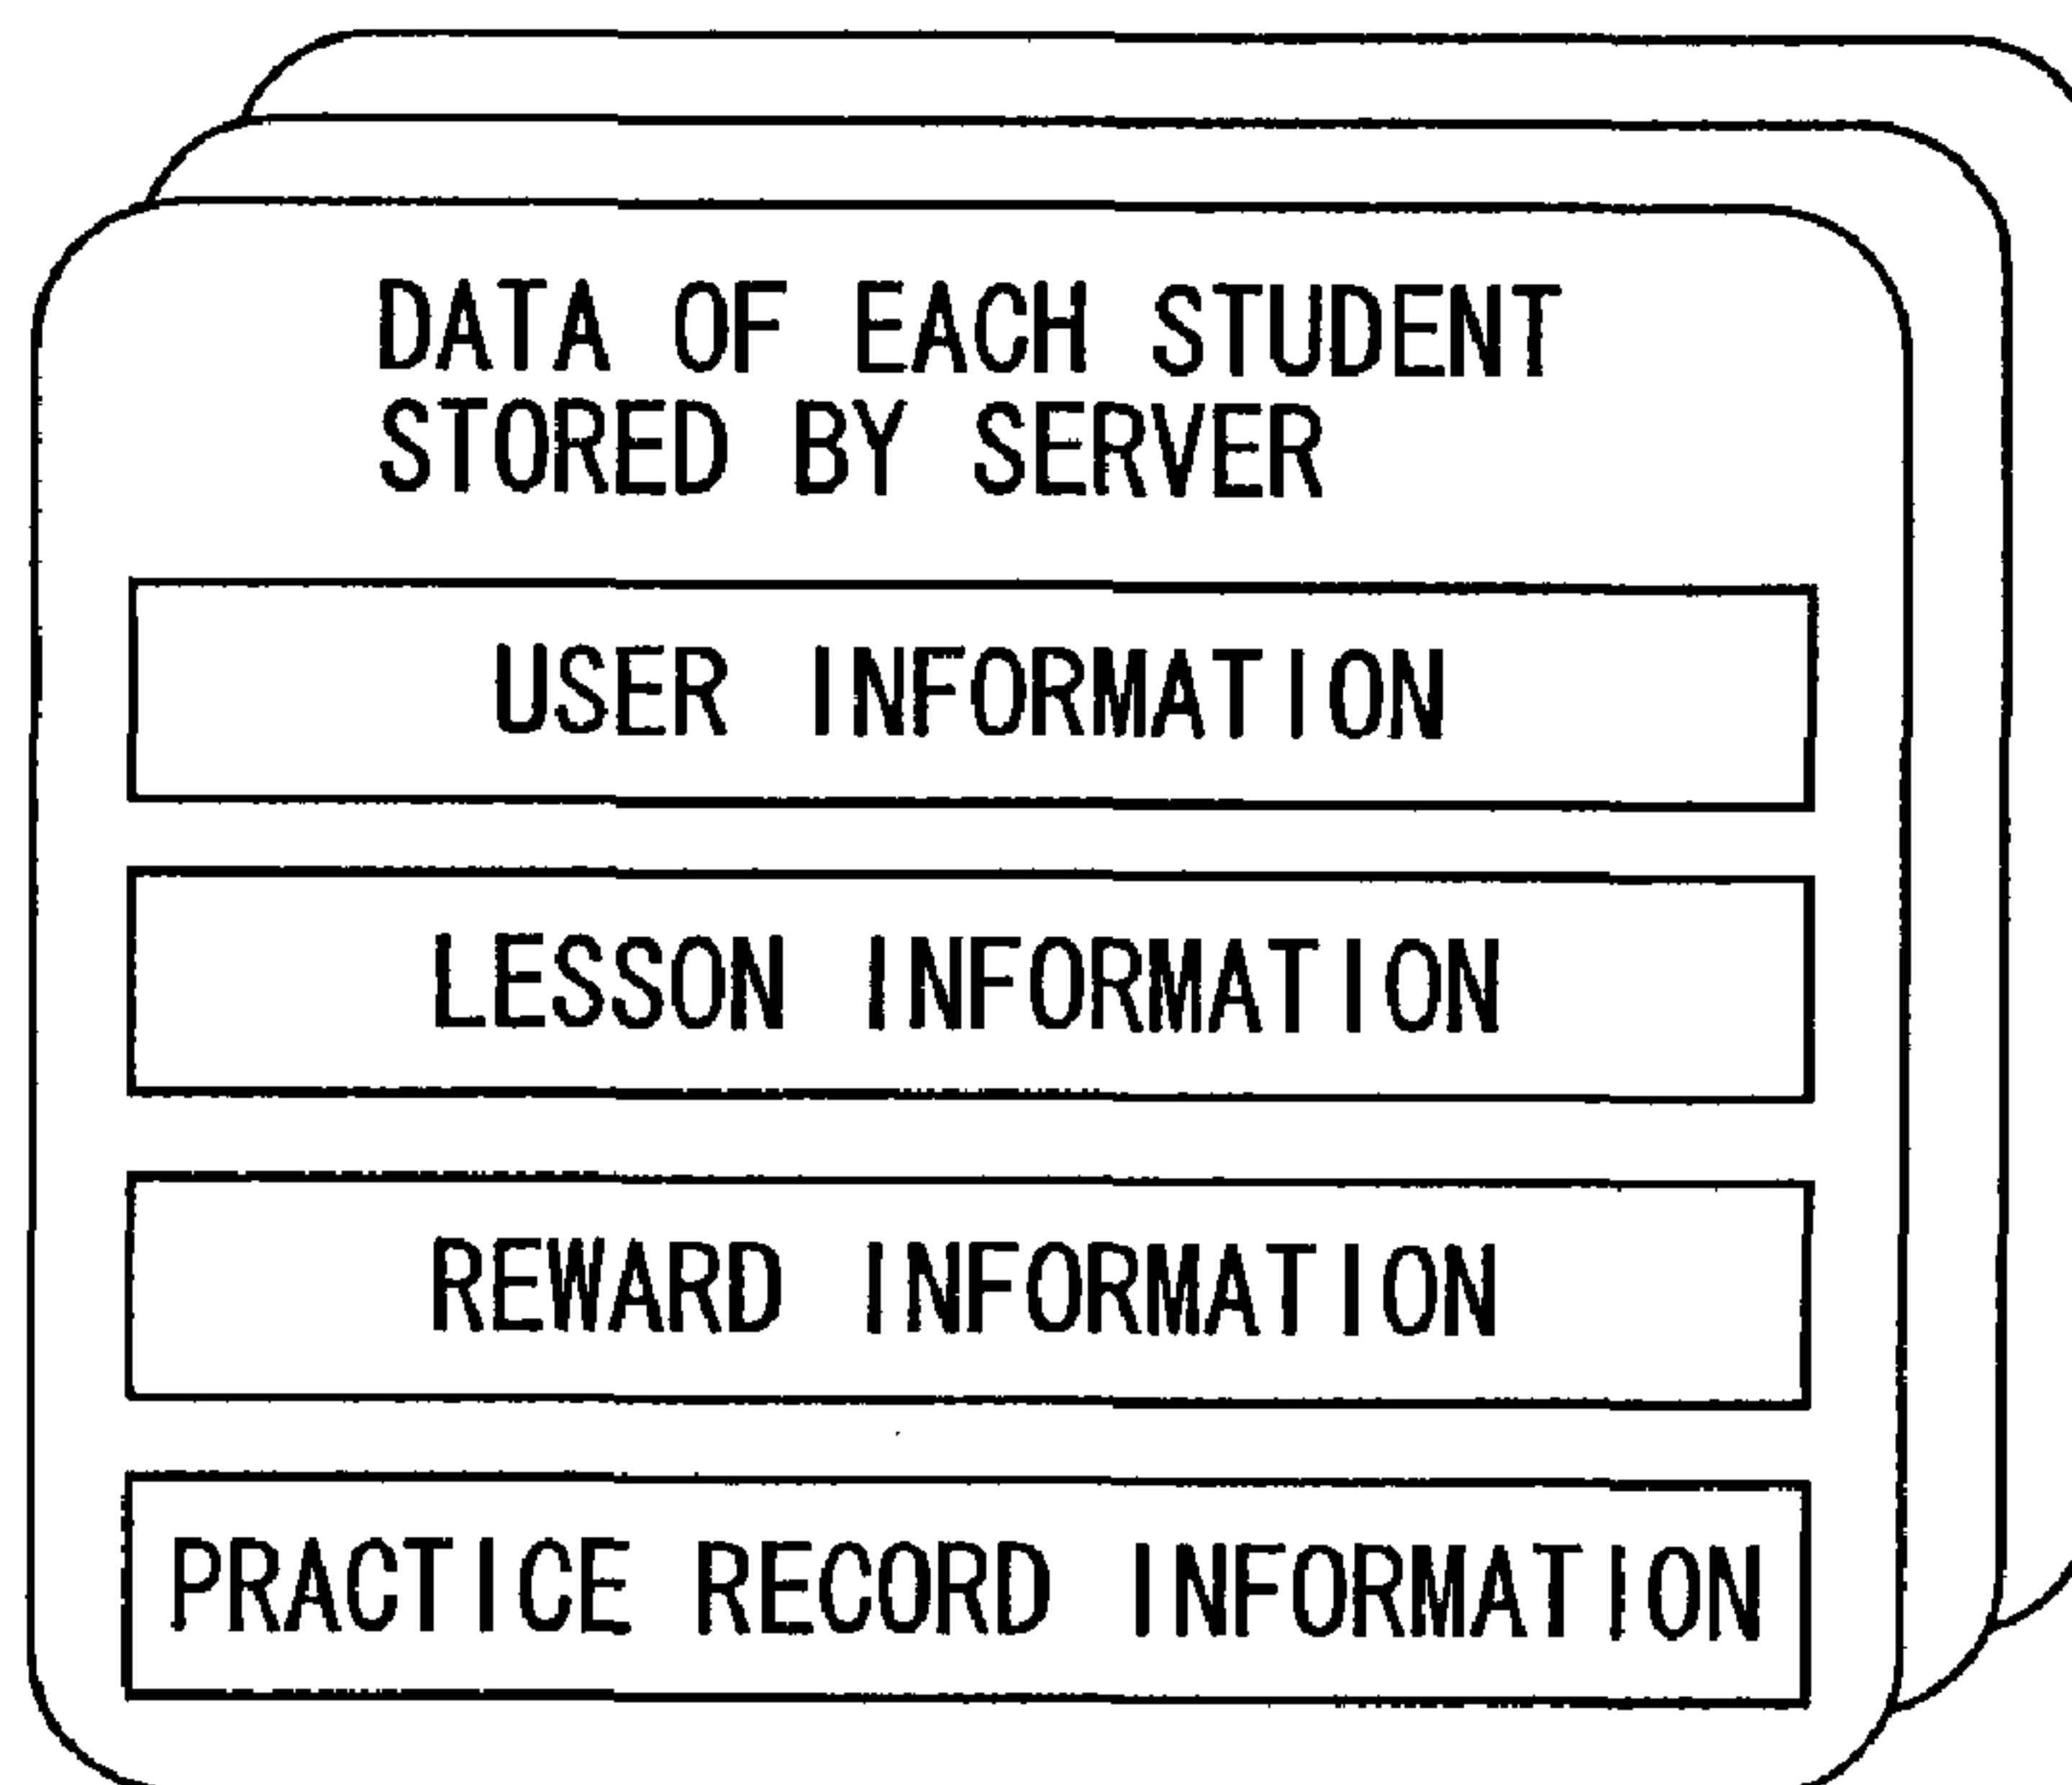 DATA OF EACH STUDENT
STORED BY SERVER
USER INFORMATION
LESSON INFORMATION
REWARD INFORMATION
PRACTICE RECORD INFORMATION